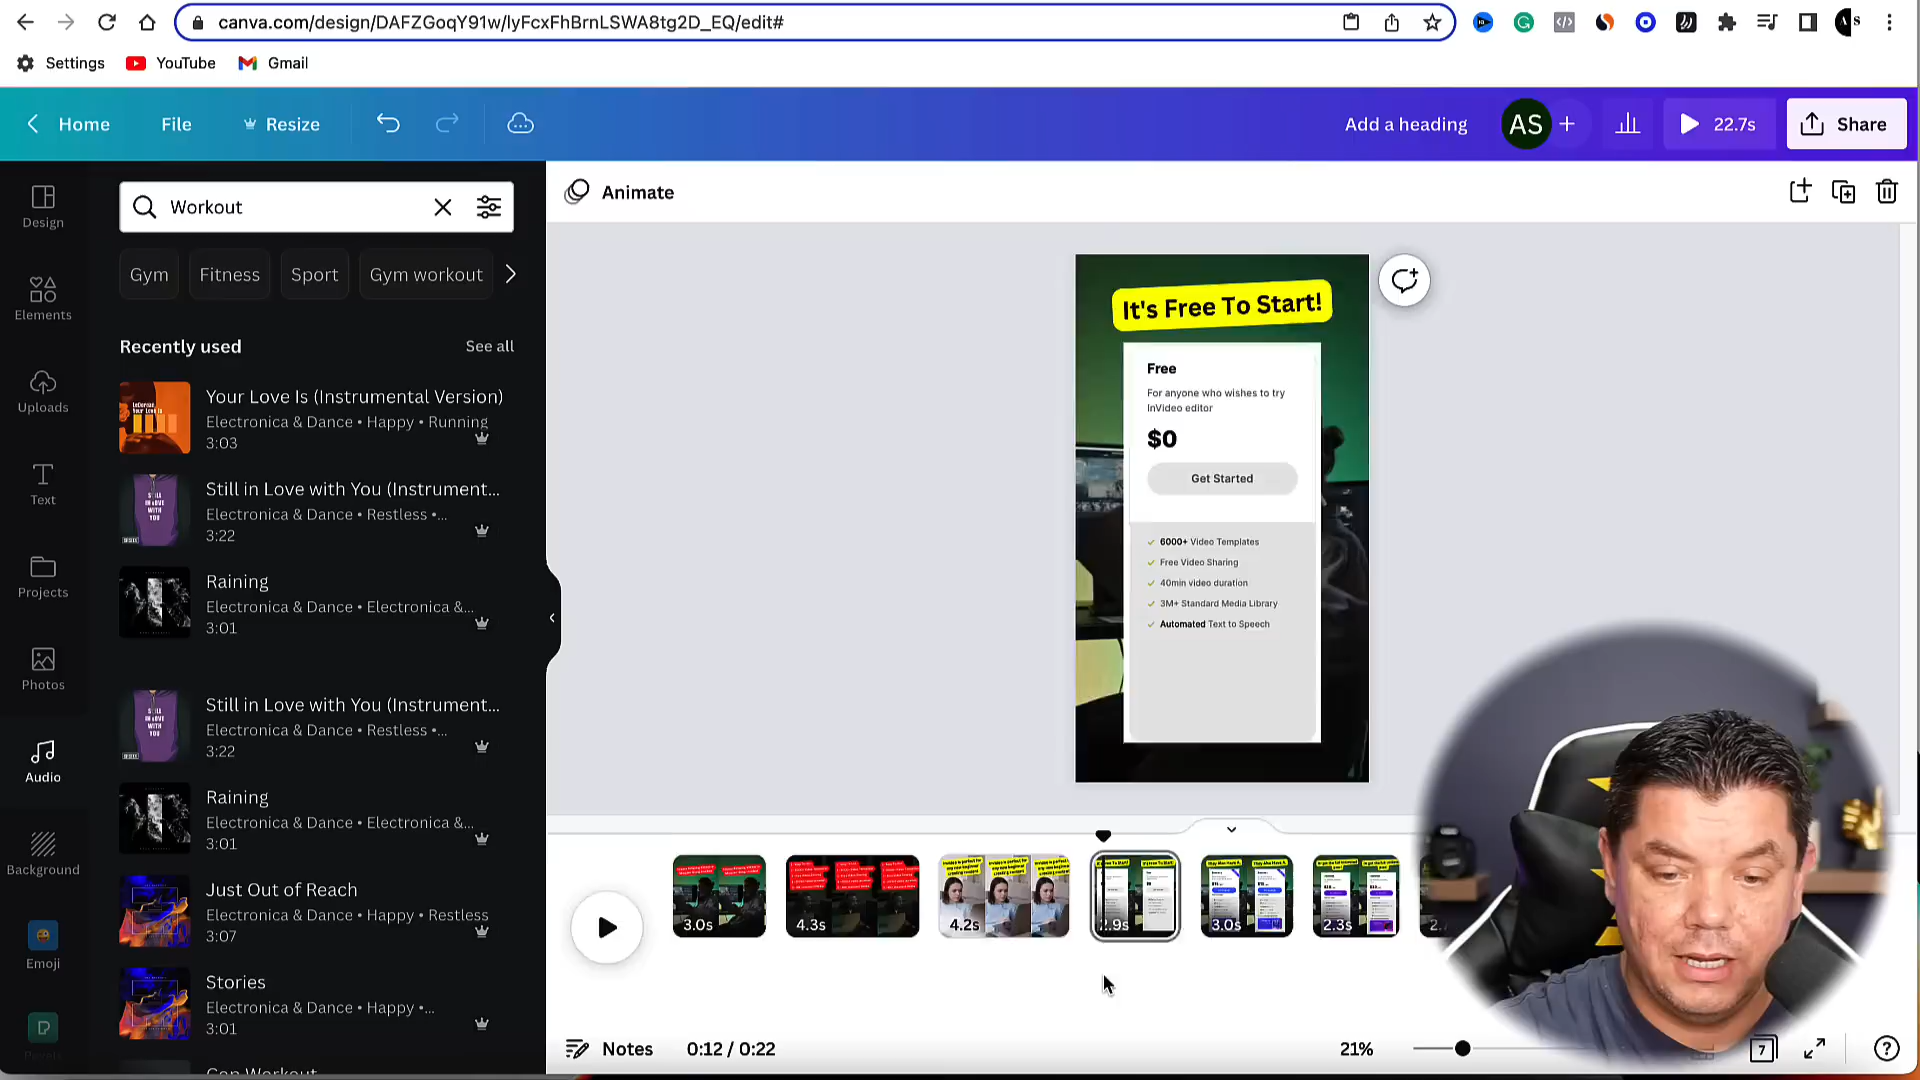 canva.com/design/DAFZGoqY91w/lyFcxFhBrnLSWA8tg2D_EQ/edit#
Settings YouTube Gmail
Home File Resize Add a heading AS 22.7s Share
Animate
Design
Elements
Uploads
Text
Projects
Photos
Audio
Background
Emoji
Workout
Gym Fitness Sport Gym workout
Recently used See all
Your Love Is (Instrumental Version)
Electronica & Dance • Happy • Running
3:03
Still in Love with You (Instrument...
Electronica & Dance • Restless •...
3:22
Raining
Electronica & Dance • Electronica &...
3:01
Still in Love with You (Instrument...
Electronica & Dance • Restless •...
3:22
Raining
Electronica & Dance • Electronica &...
3:01
Just Out of Reach
Electronica & Dance • Happy • Restless
3:07
Stories
Electronica & Dance • Happy •...
3:01
It's Free To Start!
Free
For anyone who wishes to try
InVideo editor
$0
Get Started
6000+ Video Templates
Free Video Sharing
40min video duration
3M+ Standard Media Library
Automated Text to Speech
3.0s 4.3s 4.2s 2.9s 3.0s 2.3s
Notes 0:12 / 0:22 21% 7